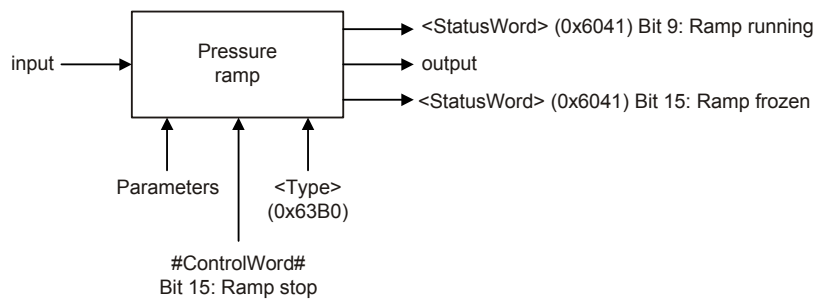 <StatusWord> (0x6041) Bit 9: Ramp running
Pressure
ramp
input
output
<StatusWord> (0x6041) Bit 15: Ramp frozen
Parameters
<Type>
(0x63B0)
#ControlWord#
Bit 15: Ramp stop